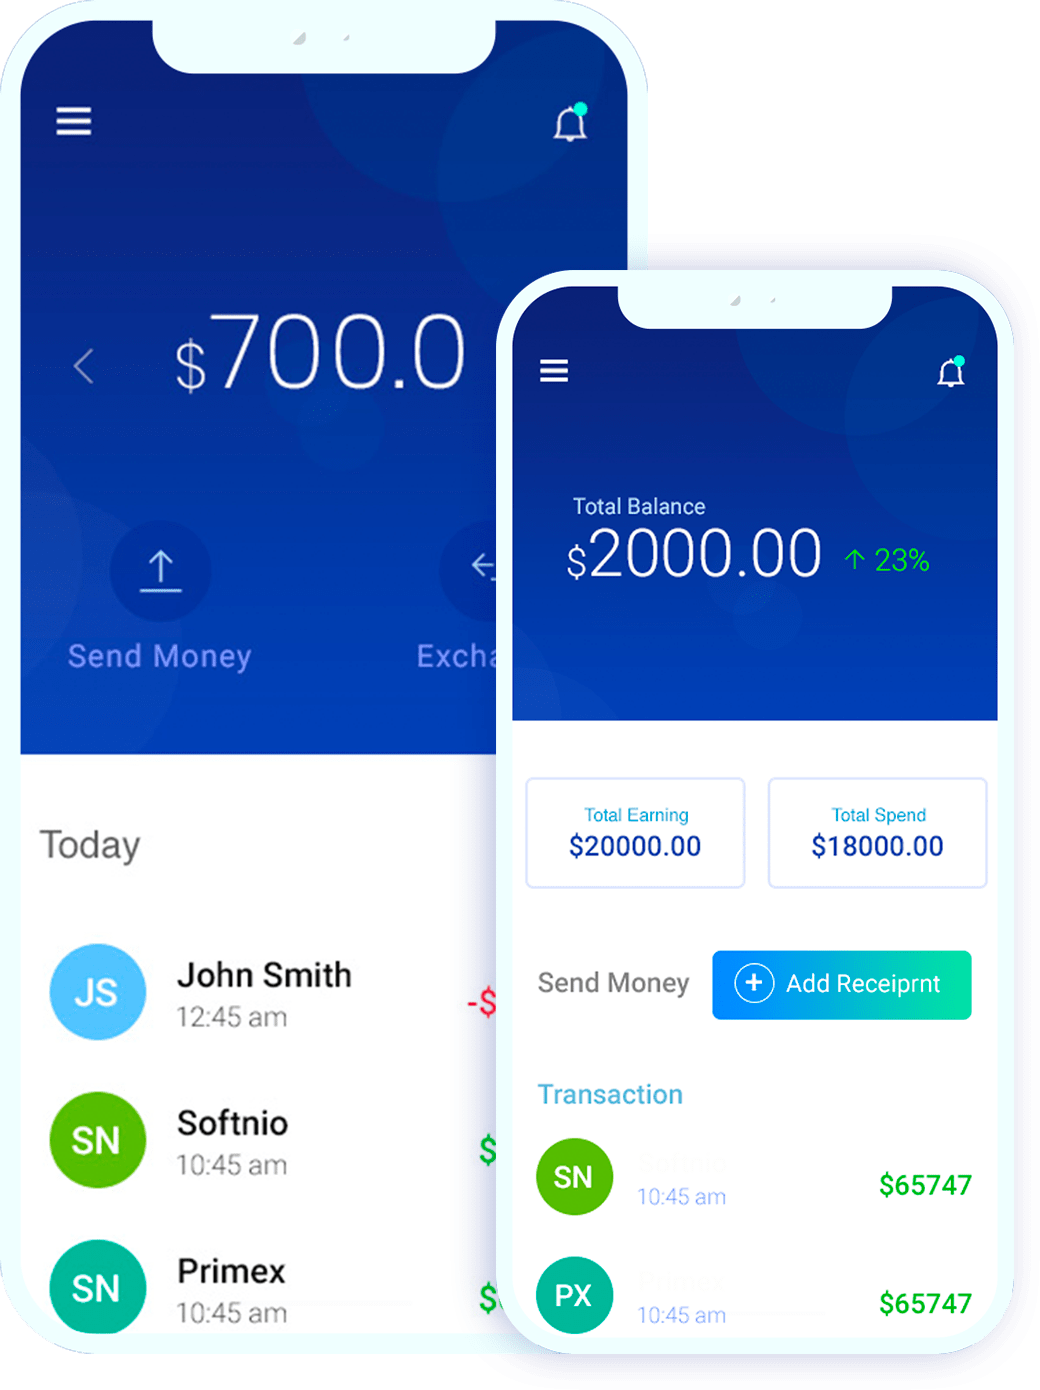 $700.0
Send Money
Excha
Today
JS
John Smith
12:45 am
-$
SN
Softnio
10:45 am
$
SN
Primex
10:45 am
$
Total Balance
$2000.00 ↑ 23%
Total Earning
$20000.00
Total Spend
$18000.00
Send Money
+ Add Receiprnt
Transaction
SN
10:45 am
$65747
PX
10:45 am
$65747